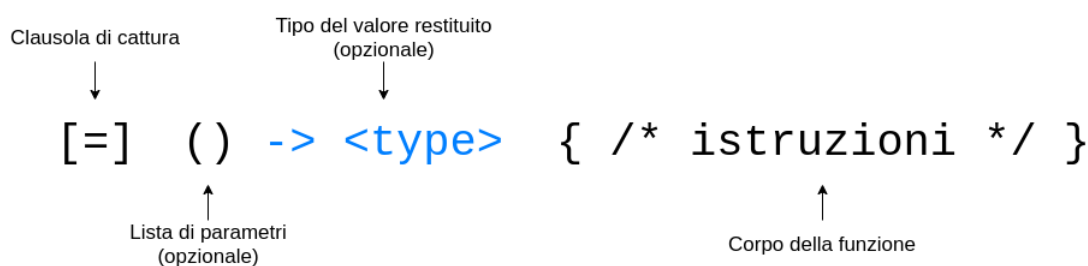 Clausola di cattura
Tipo del valore restituito
(opzionale)
[=] () -> <type> { /* istruzioni */ }
Lista di parametri
(opzionale)
Corpo della funzione